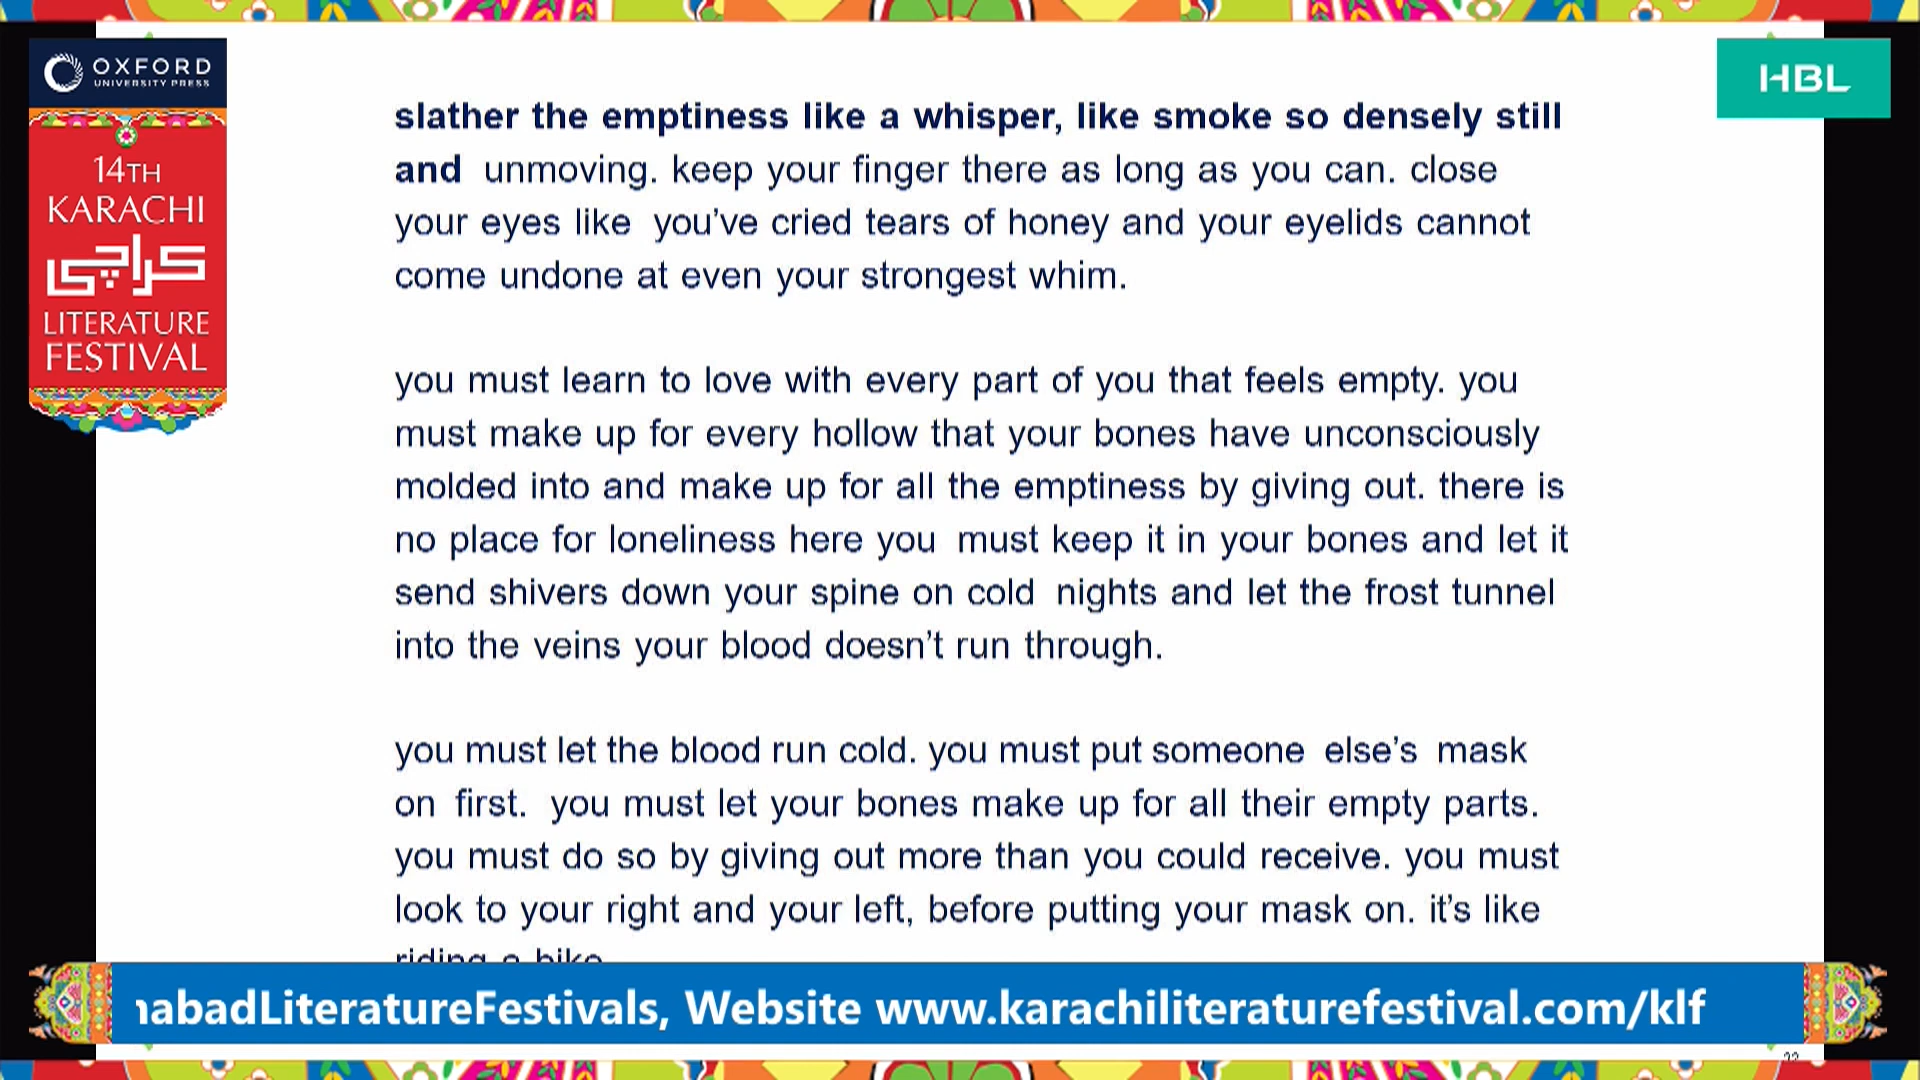 OXFORD
UNIVERSITY PRESS
14TH
KARACHI
کراچی
LITERATURE
FESTIVAL
HBL
slather the emptiness like a whisper, like smoke so densely still
and unmoving. keep your finger there as long as you can. close
your eyes like you’ve cried tears of honey and your eyelids cannot
come undone at even your strongest whim.
you must learn to love with every part of you that feels empty. you
must make up for every hollow that your bones have unconsciously
molded into and make up for all the emptiness by giving out. there is
no place for loneliness here you must keep it in your bones and let it
send shivers down your spine on cold nights and let the frost tunnel
into the veins your blood doesn’t run through.
you must let the blood run cold. you must put someone else’s mask
on first. you must let your bones make up for all their empty parts.
you must do so by giving out more than you could receive. you must
look to your right and your left, before putting your mask on. it’s like
riding a bike
nabadLiteratureFestivals, Website www.karachiliteraturefestival.com/klf